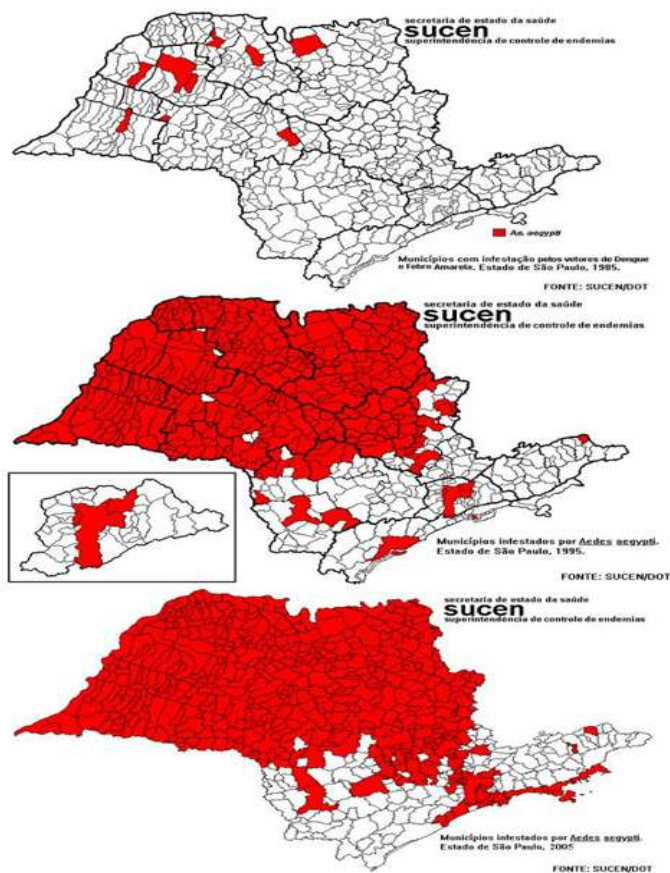 secretaria de estado da saúde
sucen
superintendência de controle de endemias
Ae. aegypti
Municípios com infestação pelos vetores de Dengue
e Febre Amarela. Estado de São Paulo, 1985.
FONTE: SUCEN/DOT
secretaria de estado da saúde
sucen
superintendência de controle de endemias
Municípios infestados por Aedes aegypti.
Estado de São Paulo, 1995.
FONTE: SUCEN/DOT
secretaria de estado da saúde
sucen
superintendência de controle de endemias
Municípios infestados por Aedes aegypti.
Estado de São Paulo, 2005
FONTE: SUCEN/DOT